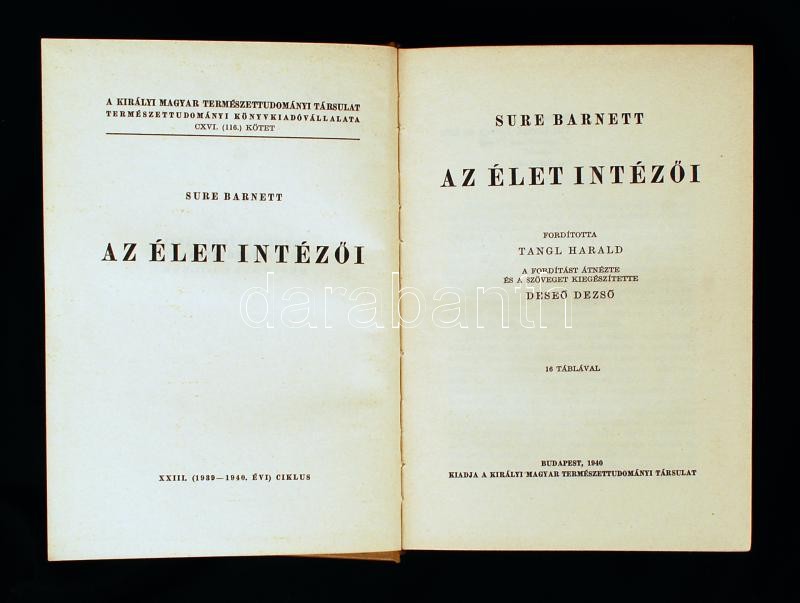 A KIRÁLYI MAGYAR TERMÉSZETTUDOMÁNYI TÁRSULAT
TERMÉSZETTUDOMÁNYI KÖNYVKIADÓVÁLLALATA
CXVI. (116.) KÖTET
SURE BARNETT
AZ ÉLET INTÉZŐI
XXIII. (1939—1940. ÉVI) CIKLUS
SURE BARNETT
AZ ÉLET INTÉZŐI
FORDÍTOTTA
TANGL HARALD
A FORDÍTÁST ÁTNÉZTE
ÉS A SZÖVEGET KIEGÉSZÍTETTE
DESEŐ DEZSŐ
16 TÁBLÁVAL
BUDAPEST, 1940
KIADJA A KIRÁLYI MAGYAR TERMÉSZETTUDOMÁNYI TÁRSULAT
darabanth